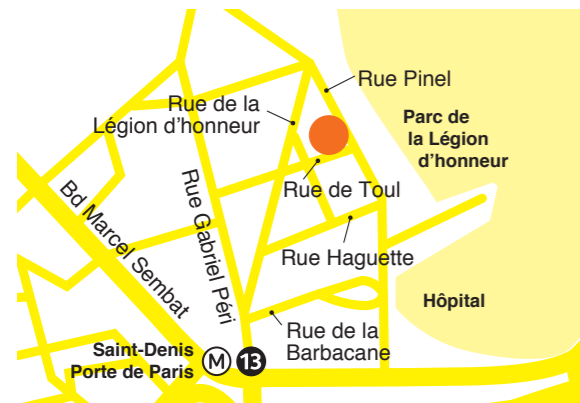 Rue Pinel
Rue de la
Légion d’honneur
Parc de
la Légion
d’honneur
Rue de Toul
Bd Marcel Sembat
Rue Gabriel Péri
Rue Haguette
Hôpital
Rue de la
Barbacane
Saint-Denis
Porte de Paris
M 13